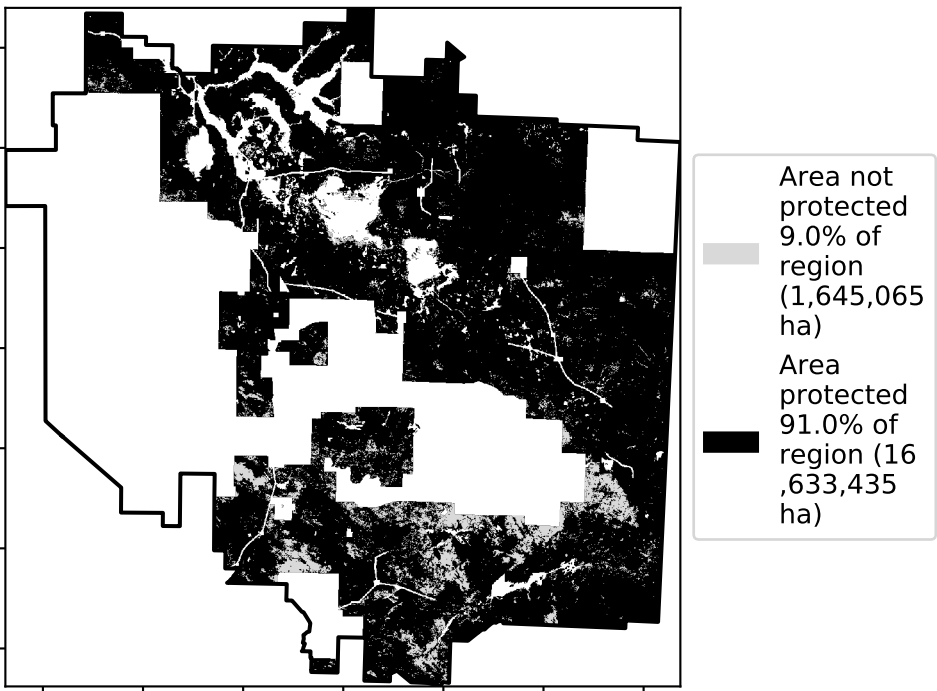 Area not
protected
9.0% of
region
(1,645,065
ha)
Area
protected
91.0% of
region (16
,633,435
ha)